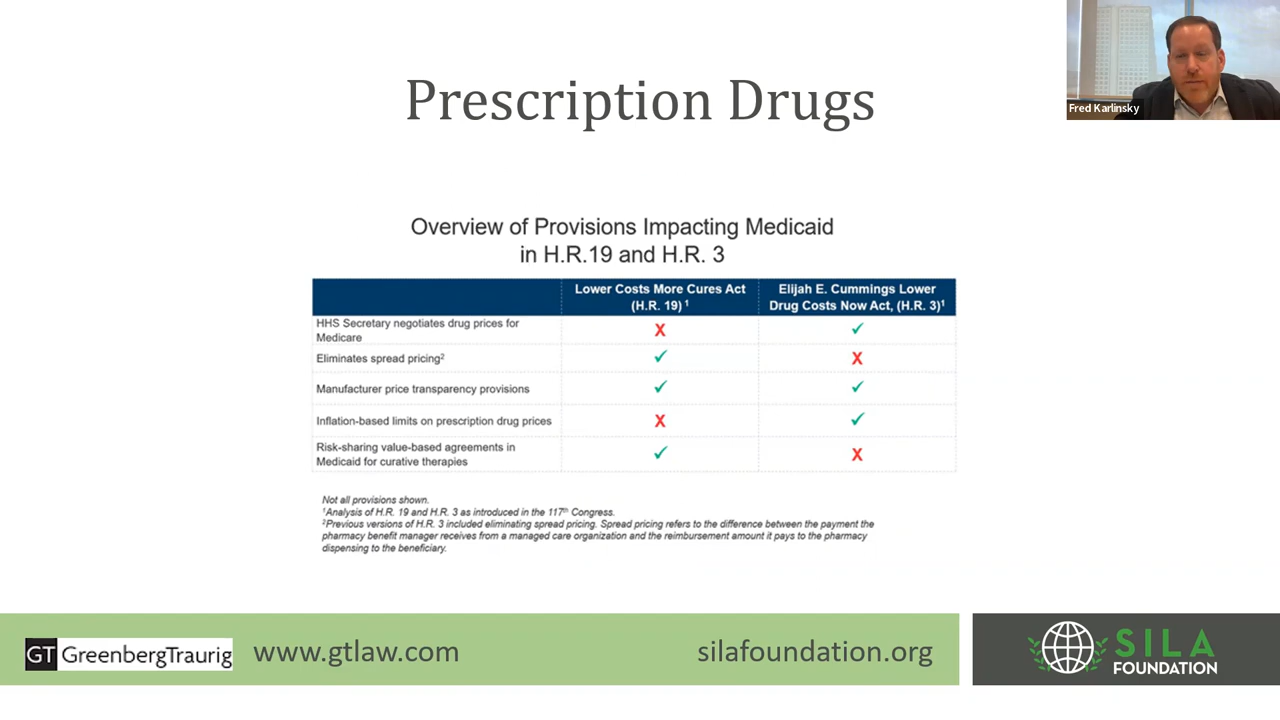 Fred Karlinsky
Prescription Drugs
Overview of Provisions Impacting Medicaid
in H.R.19 and H.R. 3
Lower Costs More Cures Act
(H.R. 19) ¹
Elijah E. Cummings Lower
Drug Costs Now Act, (H.R. 3)¹
HHS Secretary negotiates drug prices for
Medicare
X ✓
Eliminates spread pricing²
✓ X
Manufacturer price transparency provisions
✓ ✓
Inflation-based limits on prescription drug prices
X ✓
Risk-sharing value-based agreements in
Medicaid for curative therapies
✓ X
Not all provisions shown.
¹Analysis of H.R. 19 and H.R. 3 as introduced in the 117th Congress.
²Previous versions of H.R. 3 included eliminating spread pricing. Spread pricing refers to the difference between the payment the
pharmacy benefit manager receives from a managed care organization and the reimbursement amount it pays to the pharmacy
dispensing to the beneficiary.
GT GreenbergTraurig
www.gtlaw.com
silafoundation.org
SILA
FOUNDATION